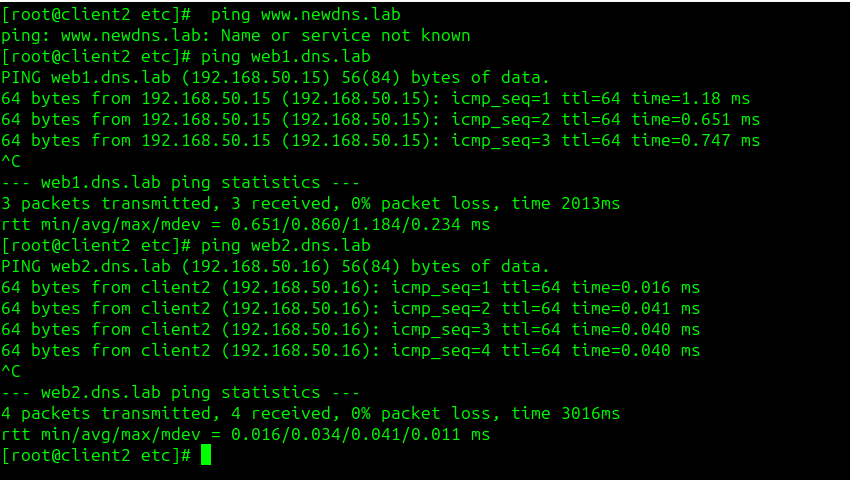 [root@client2 etc]#  ping www.newdns.lab
ping: www.newdns.lab: Name or service not known
[root@client2 etc]# ping web1.dns.lab
PING web1.dns.lab (192.168.50.15) 56(84) bytes of data.
64 bytes from 192.168.50.15 (192.168.50.15): icmp_seq=1 ttl=64 time=1.18 ms
64 bytes from 192.168.50.15 (192.168.50.15): icmp_seq=2 ttl=64 time=0.651 ms
64 bytes from 192.168.50.15 (192.168.50.15): icmp_seq=3 ttl=64 time=0.747 ms
^C
--- web1.dns.lab ping statistics ---
3 packets transmitted, 3 received, 0% packet loss, time 2013ms
rtt min/avg/max/mdev = 0.651/0.860/1.184/0.234 ms
[root@client2 etc]# ping web2.dns.lab
PING web2.dns.lab (192.168.50.16) 56(84) bytes of data.
64 bytes from client2 (192.168.50.16): icmp_seq=1 ttl=64 time=0.016 ms
64 bytes from client2 (192.168.50.16): icmp_seq=2 ttl=64 time=0.041 ms
64 bytes from client2 (192.168.50.16): icmp_seq=3 ttl=64 time=0.040 ms
64 bytes from client2 (192.168.50.16): icmp_seq=4 ttl=64 time=0.040 ms
^C
--- web2.dns.lab ping statistics ---
4 packets transmitted, 4 received, 0% packet loss, time 3016ms
rtt min/avg/max/mdev = 0.016/0.034/0.041/0.011 ms
[root@client2 etc]#